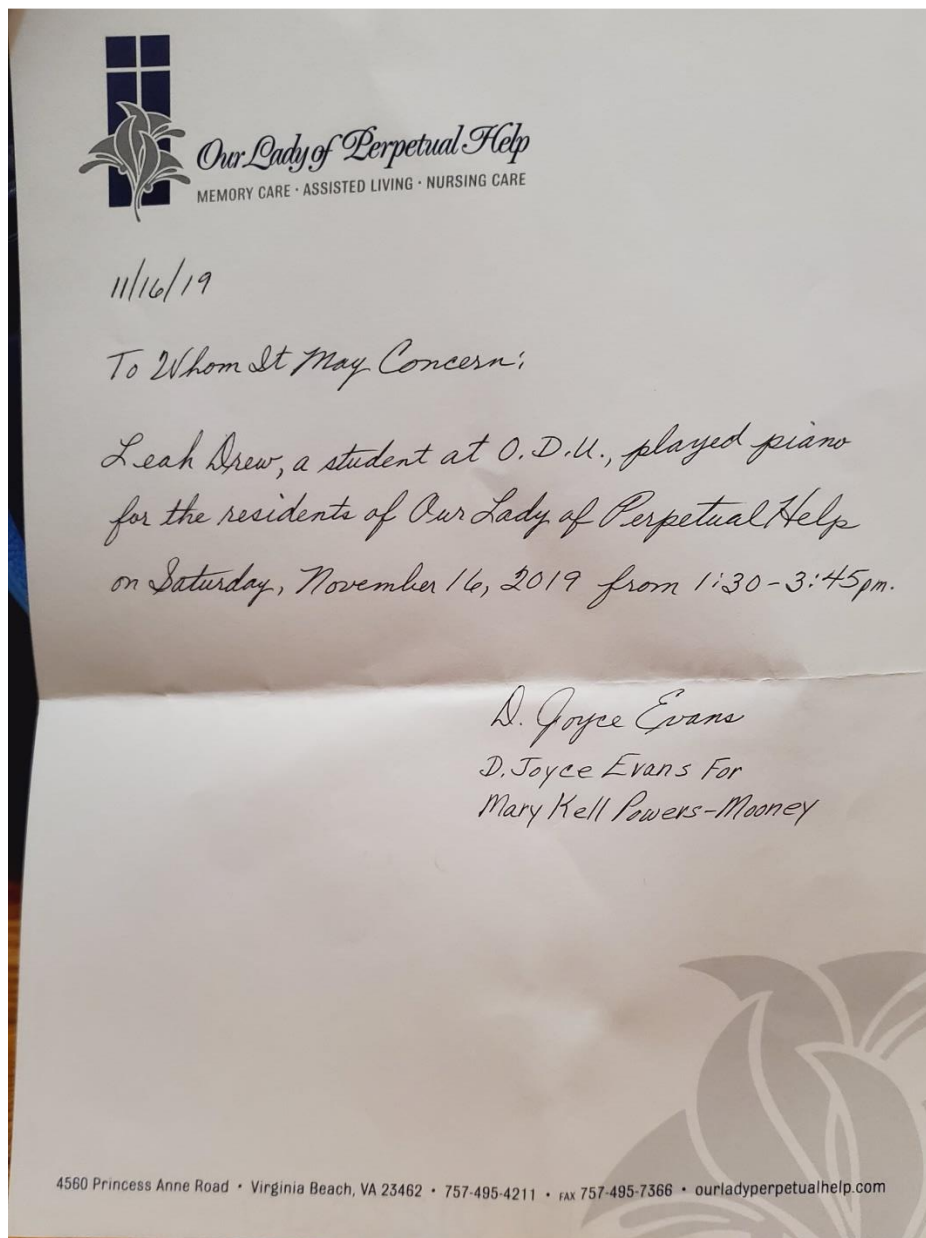 Our Lady of Perpetual Help
MEMORY CARE · ASSISTED LIVING · NURSING CARE
11/16/19
To Whom It May Concern:
Leah Drew, a student at O.D.U., played piano
for the residents of Our Lady of Perpetual Help
on Saturday, November 16, 2019 from 1:30-3:45pm.
D. Joyce Evans
D. Joyce Evans For
Mary Kell Powers-Mooney
4560 Princess Anne Road • Virginia Beach, VA 23462 • 757-495-4211 • FAX 757-495-7366 • ourladyperpetualhelp.com